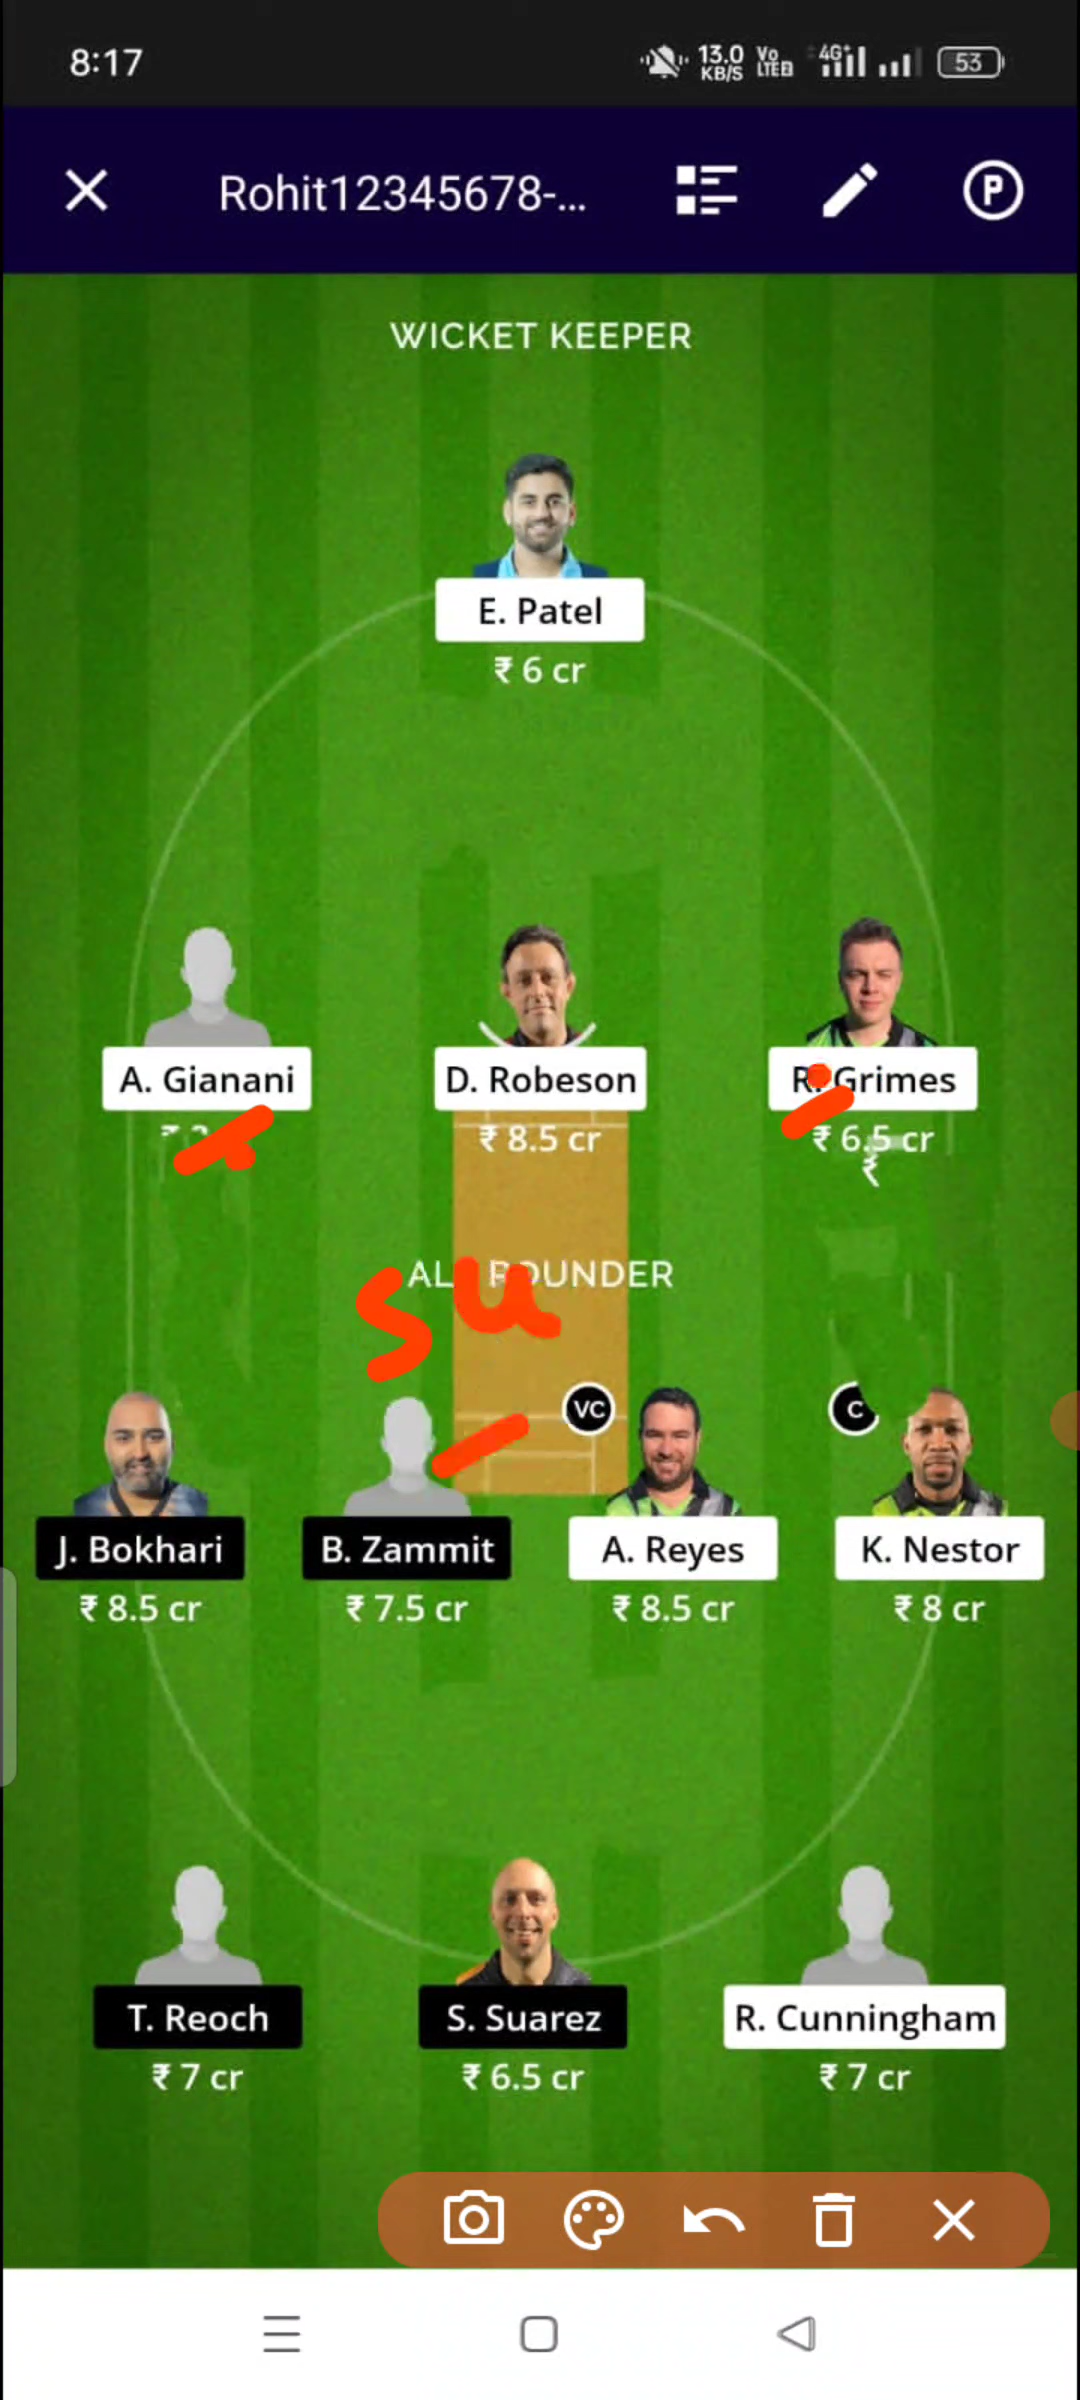 8:17 13.0 KB/S Vo LTE 4G+ 53
Rohit12345678-...
WICKET KEEPER
E. Patel
₹ 6 cr
A. Gianani D. Robeson R. Grimes
₹ 8.5 cr ₹ 6.5 cr
₹
ALL ROUNDER
su
VC C
J. Bokhari B. Zammit A. Reyes K. Nestor
₹ 8.5 cr ₹ 7.5 cr ₹ 8.5 cr ₹ 8 cr
T. Reoch S. Suarez R. Cunningham
₹ 7 cr ₹ 6.5 cr ₹ 7 cr